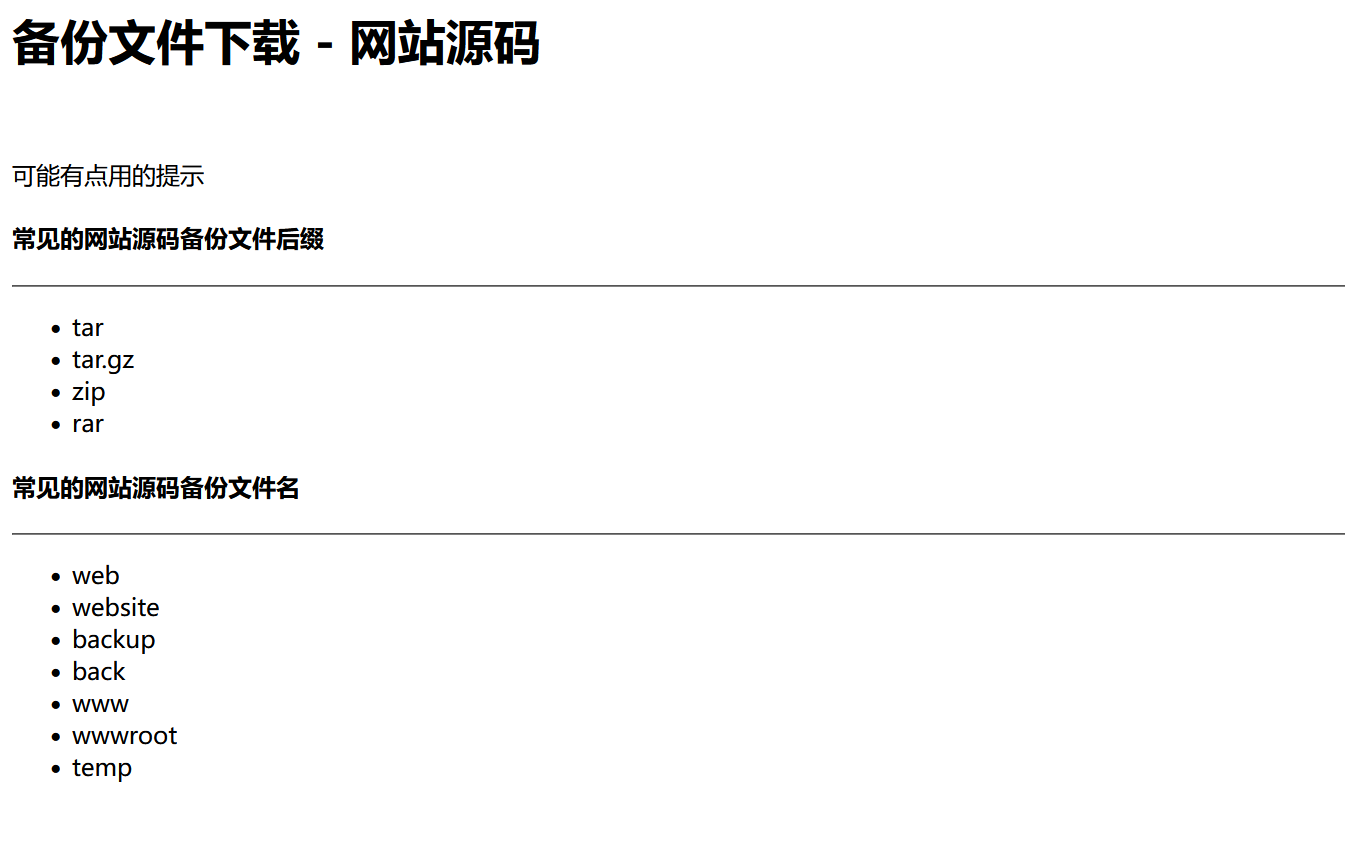 备份文件下载 - 网站源码
可能有点用的提示
常见的网站源码备份文件后缀
tar
tar.gz
zip
rar
常见的网站源码备份文件名
web
website
backup
back
www
wwwroot
temp